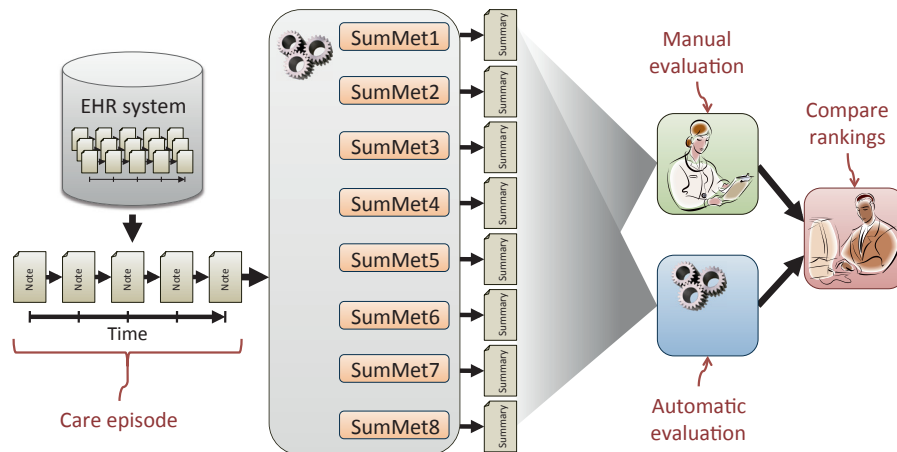 EHR system
Note
Note
Note
Note
Note
Time
Care episode
SumMet1
SumMet2
SumMet3
SumMet4
SumMet5
SumMet6
SumMet7
SumMet8
Summary
Summary
Summary
Summary
Summary
Summary
Summary
Summary
Manual
evaluation
Automatic
evaluation
Compare
rankings